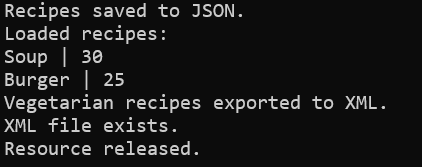 Recipes saved to JSON.
Loaded recipes:
Soup | 30
Burger | 25
Vegetarian recipes exported to XML.
XML file exists.
Resource released.